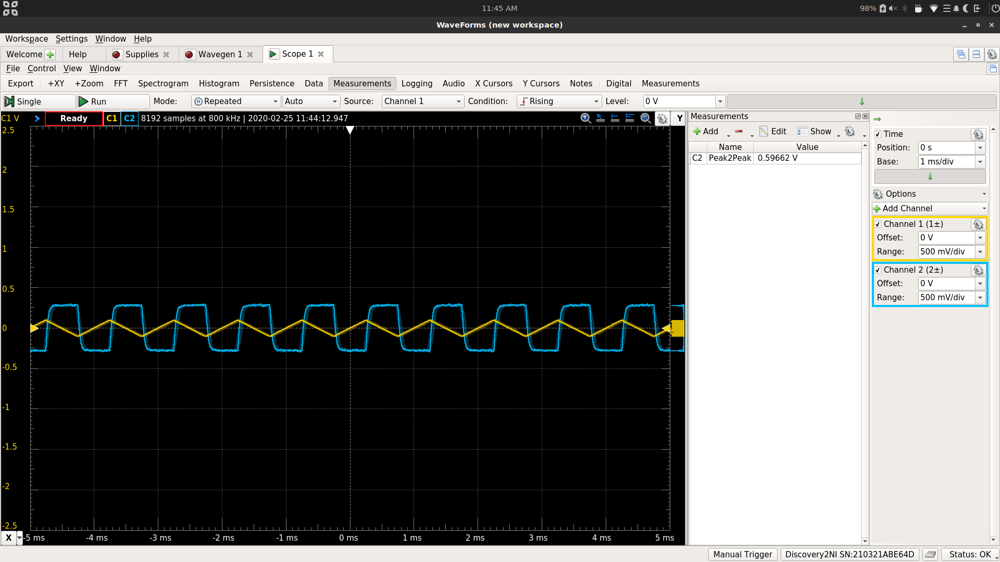 11:45 AM
98%
WaveForms (new workspace)
Workspace Settings Window Help
Welcome Help Supplies Wavegen 1 Scope 1
File Control View Window
Export +XY +Zoom FFT Spectrogram Histogram Persistence Data Measurements Logging Audio X Cursors Y Cursors Notes Digital Measurements
Single Run Mode: Repeated Auto Source: Channel 1 Condition: Rising Level: 0 V
C1 V Ready C1 C2 8192 samples at 800 kHz | 2020-02-25 11:44:12.947 Y
2.5
2
1.5
1
0.5
0
-0.5
-1
-1.5
-2
-2.5
X -5 ms -4 ms -3 ms -2 ms -1 ms 0 ms 1 ms 2 ms 3 ms 4 ms 5 ms
Measurements
Add Edit Show
Name Value
C2 Peak2Peak 0.59662 V
Time
Position: 0 s
Base: 1 ms/div
Options
Add Channel
Channel 1 (1±)
Offset: 0 V
Range: 500 mV/div
Channel 2 (2±)
Offset: 0 V
Range: 500 mV/div
Manual Trigger Discovery2NI SN:210321ABE64D Status: OK